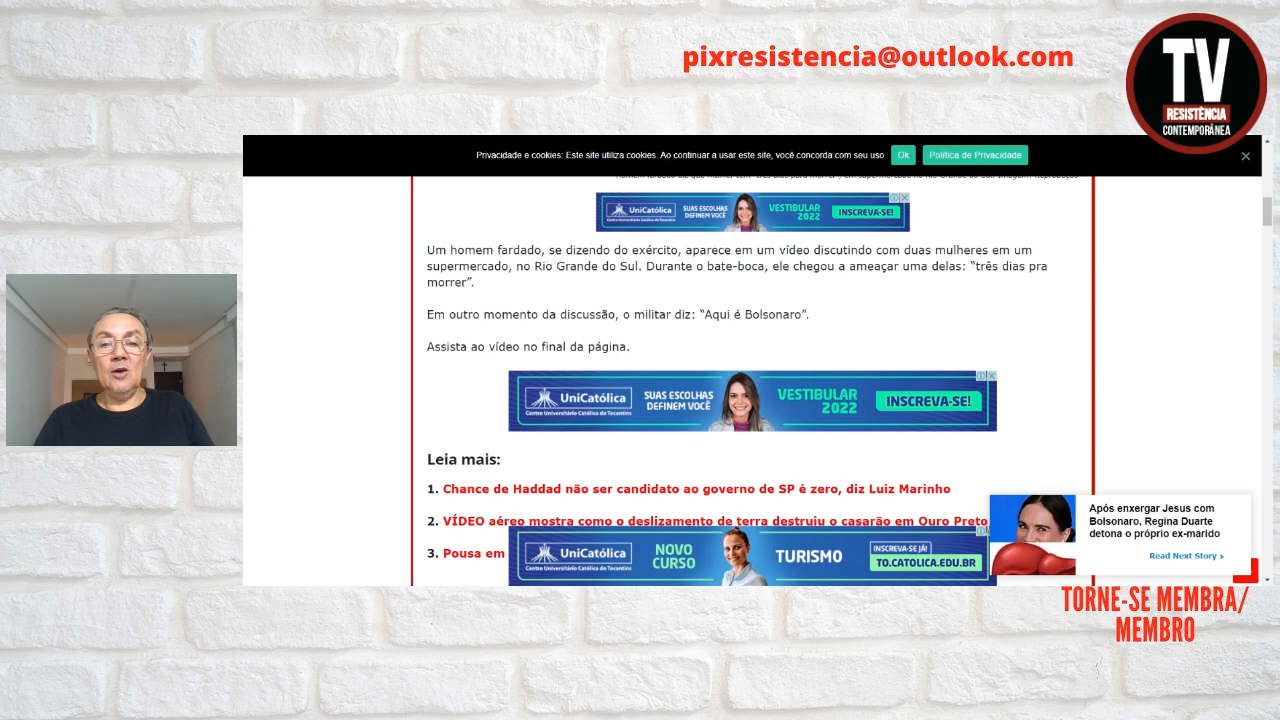 pixresistencia@outlook.com
TV
RESISTÊNCIA
CONTEMPORÂNEA
Privacidade e cookies: Este site utiliza cookies. Ao continuar a usar este site, você concorda com seu uso
Ok
Política de Privacidade
UniCatólica
Centro Universitário Católica do Tocantins
SUAS ESCOLHAS
DEFINEM VOCÊ
VESTIBULAR
2022
INSCREVA-SE!
Um homem fardado, se dizendo do exército, aparece em um vídeo discutindo com duas mulheres em um
supermercado, no Rio Grande do Sul. Durante o bate-boca, ele chegou a ameaçar uma delas: “três dias pra
morrer”.
Em outro momento da discussão, o militar diz: “Aqui é Bolsonaro”.
Assista ao vídeo no final da página.
UniCatólica
Centro Universitário Católica do Tocantins
SUAS ESCOLHAS
DEFINEM VOCÊ
VESTIBULAR
2022
INSCREVA-SE!
Leia mais:
1. Chance de Haddad não ser candidato ao governo de SP é zero, diz Luiz Marinho
2. VÍDEO aéreo mostra como o deslizamento de terra destruiu o casarão em Ouro Preto
3. Pousa em
UniCatólica
Centro Universitário Católica do Tocantins
NOVO
CURSO
TURISMO
INSCREVA-SE JÁ!
TO.CATOLICA.EDU.BR
Após enxergar Jesus com
Bolsonaro, Regina Duarte
detona o próprio ex-marido
Read Next Story >
TORNE-SE MEMBRA/
MEMBRO